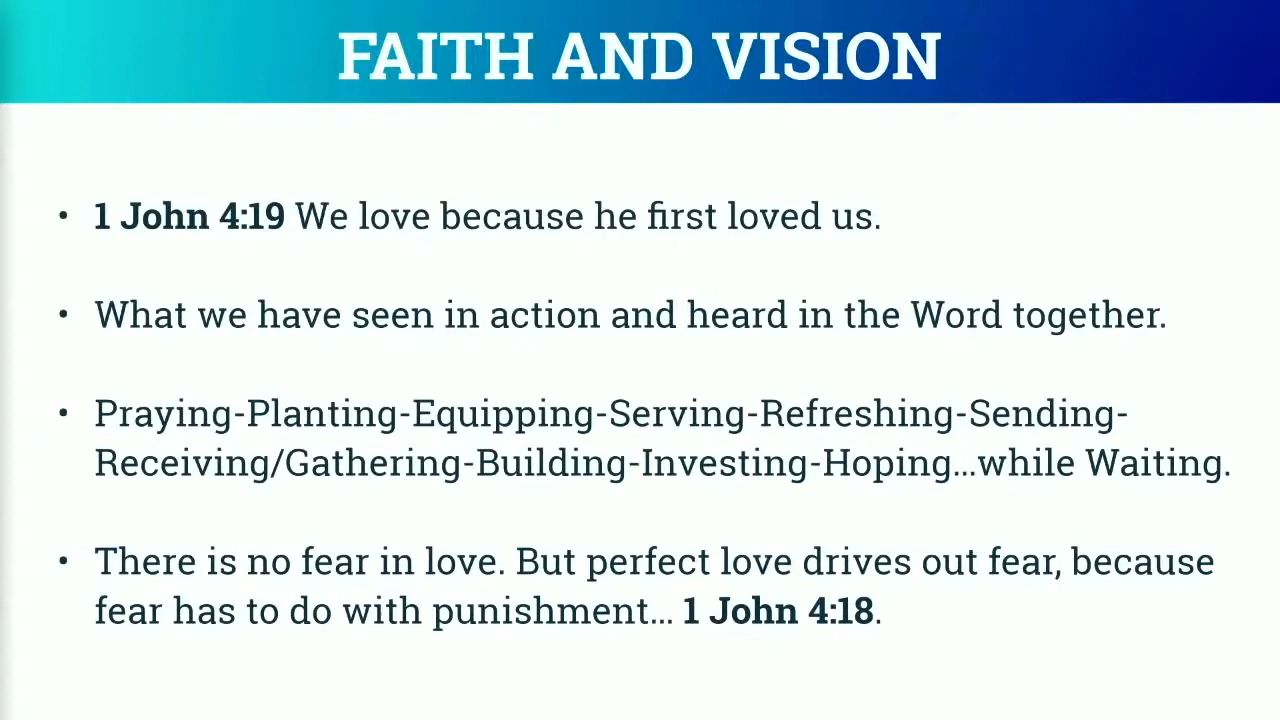 FAITH AND VISION
• 1 John 4:19 We love because he first loved us.
• What we have seen in action and heard in the Word together.
• Praying-Planting-Equipping-Serving-Refreshing-Sending-
Receiving/Gathering-Building-Investing-Hoping...while Waiting.
• There is no fear in love. But perfect love drives out fear, because
fear has to do with punishment... 1 John 4:18.